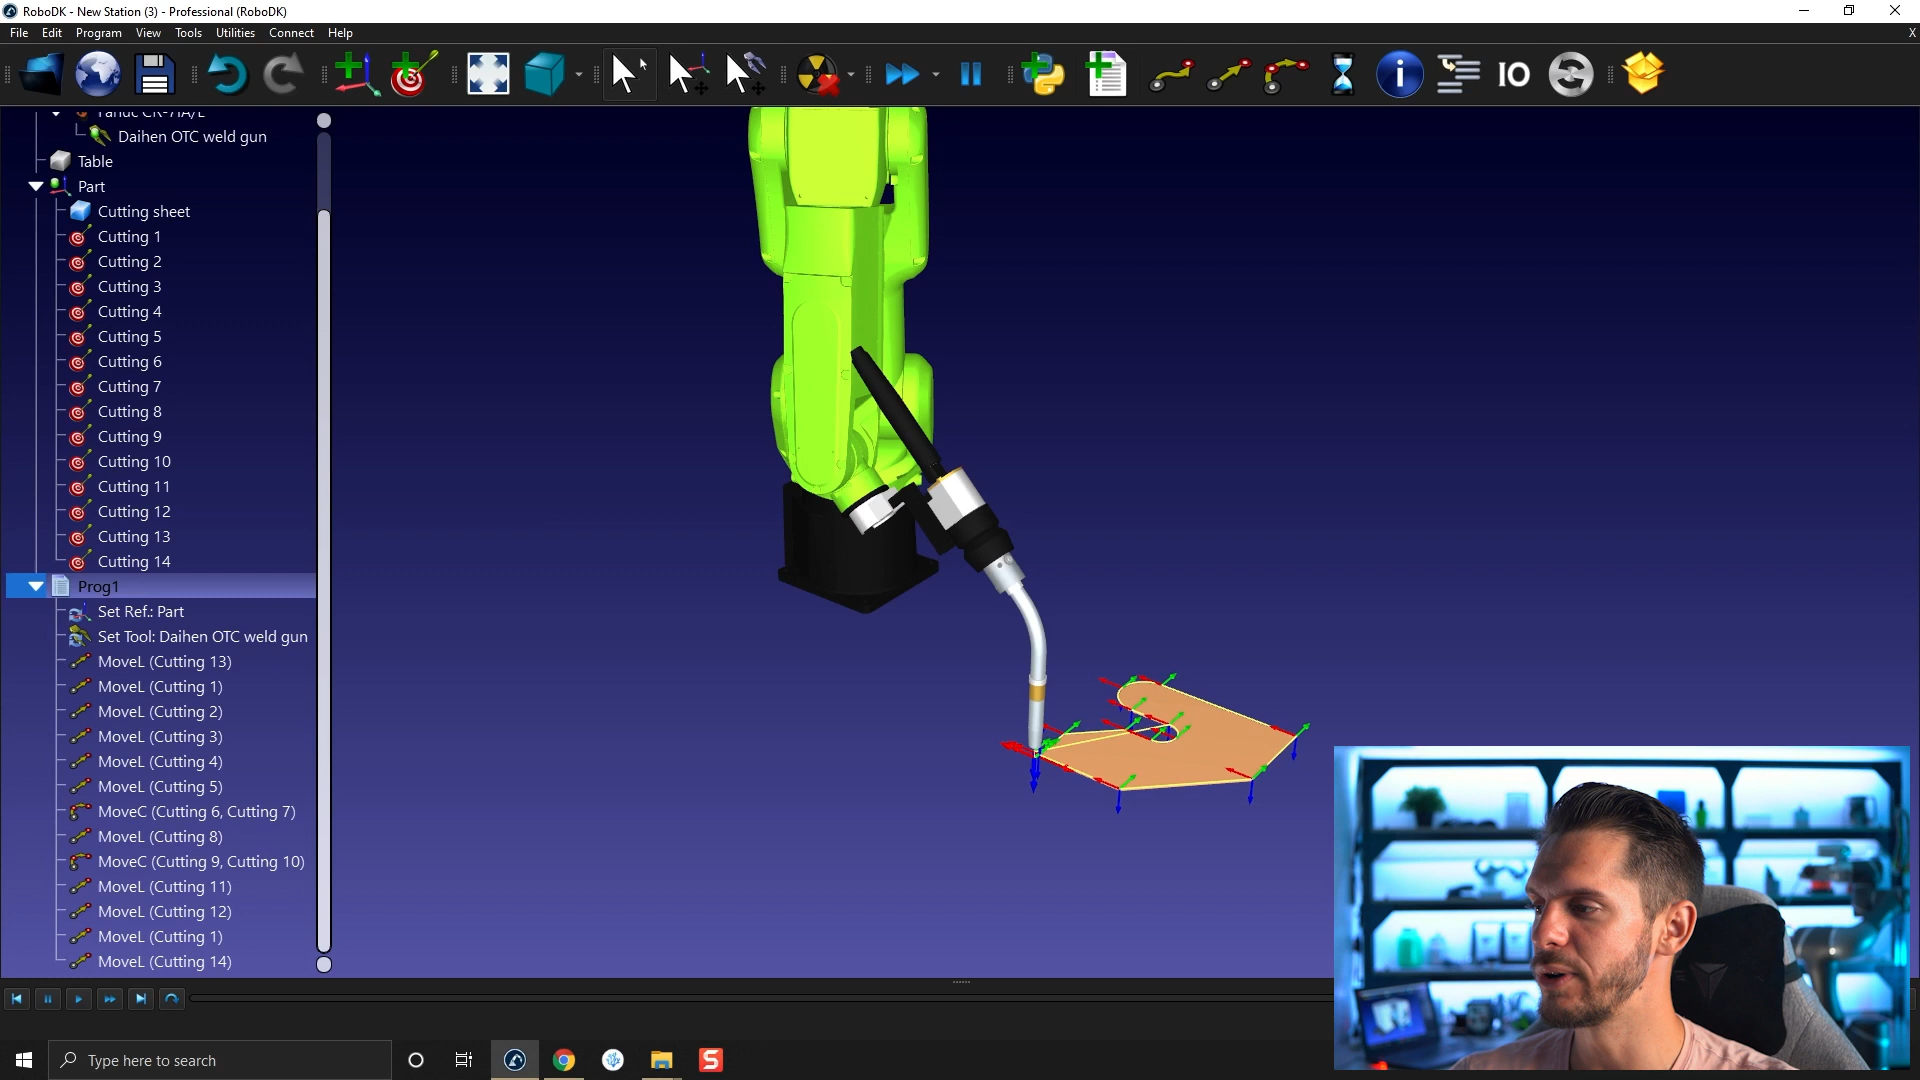 RoboDK - New Station (3) - Professional (RoboDK)
File Edit Program View Tools Utilities Connect Help X
IO
Fanuc CR-7iA/L
Daihen OTC weld gun
Table
Part
Cutting sheet
Cutting 1
Cutting 2
Cutting 3
Cutting 4
Cutting 5
Cutting 6
Cutting 7
Cutting 8
Cutting 9
Cutting 10
Cutting 11
Cutting 12
Cutting 13
Cutting 14
Prog1
Set Ref.: Part
Set Tool: Daihen OTC weld gun
MoveL (Cutting 13)
MoveL (Cutting 1)
MoveL (Cutting 2)
MoveL (Cutting 3)
MoveL (Cutting 4)
MoveL (Cutting 5)
MoveC (Cutting 6, Cutting 7)
MoveL (Cutting 8)
MoveC (Cutting 9, Cutting 10)
MoveL (Cutting 11)
MoveL (Cutting 12)
MoveL (Cutting 1)
MoveL (Cutting 14)
Type here to search